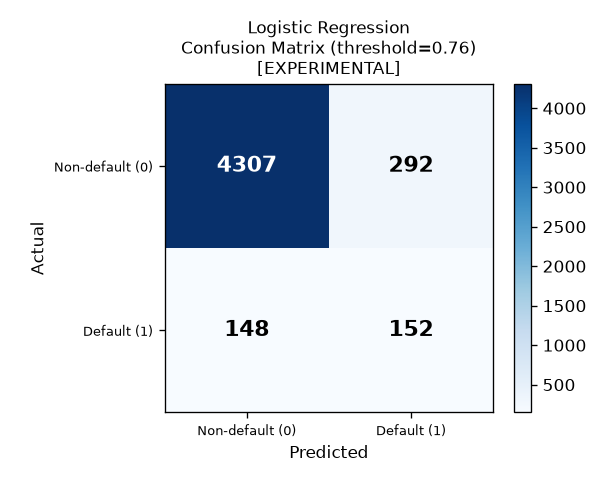 Logistic Regression
Confusion Matrix (threshold=0.76)
[EXPERIMENTAL]
Actual
Non-default (0)
4307
292
Default (1)
148
152
Non-default (0)
Default (1)
Predicted
4000
3500
3000
2500
2000
1500
1000
500